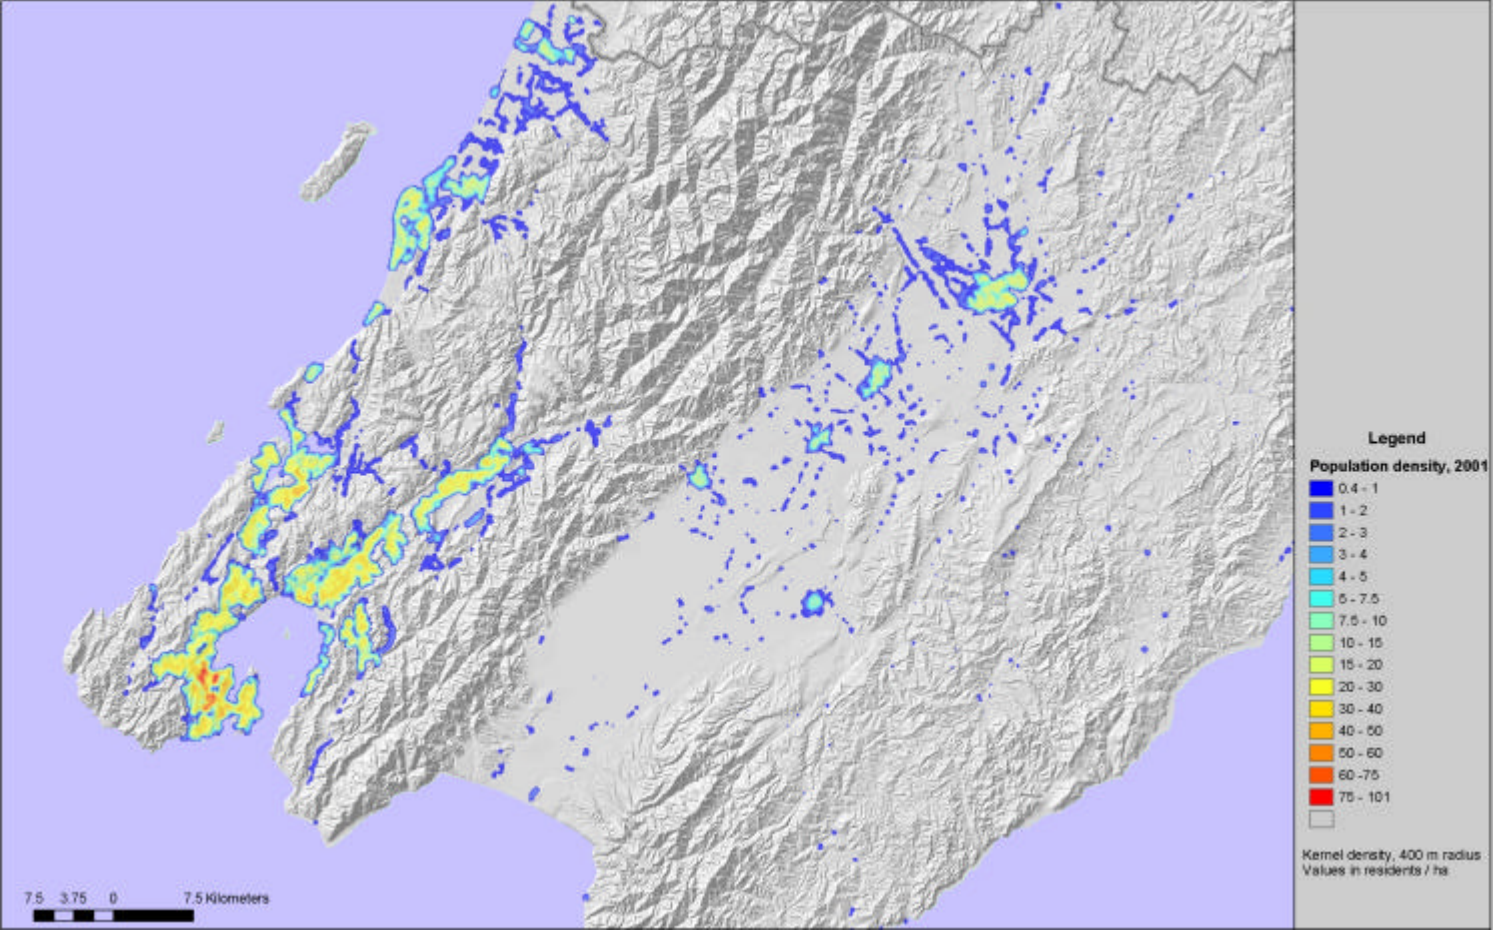 Legend
Population density, 2001
0.4 - 1
1 - 2
2 - 3
3 - 4
4 - 5
5 - 7.5
7.5 - 10
10 - 15
15 - 20
20 - 30
30 - 40
40 - 50
50 - 60
60 -75
75 - 101
Kernel density, 400 m radius
Values in residents / ha
7.5 3.75 0 7.5 Kilometers